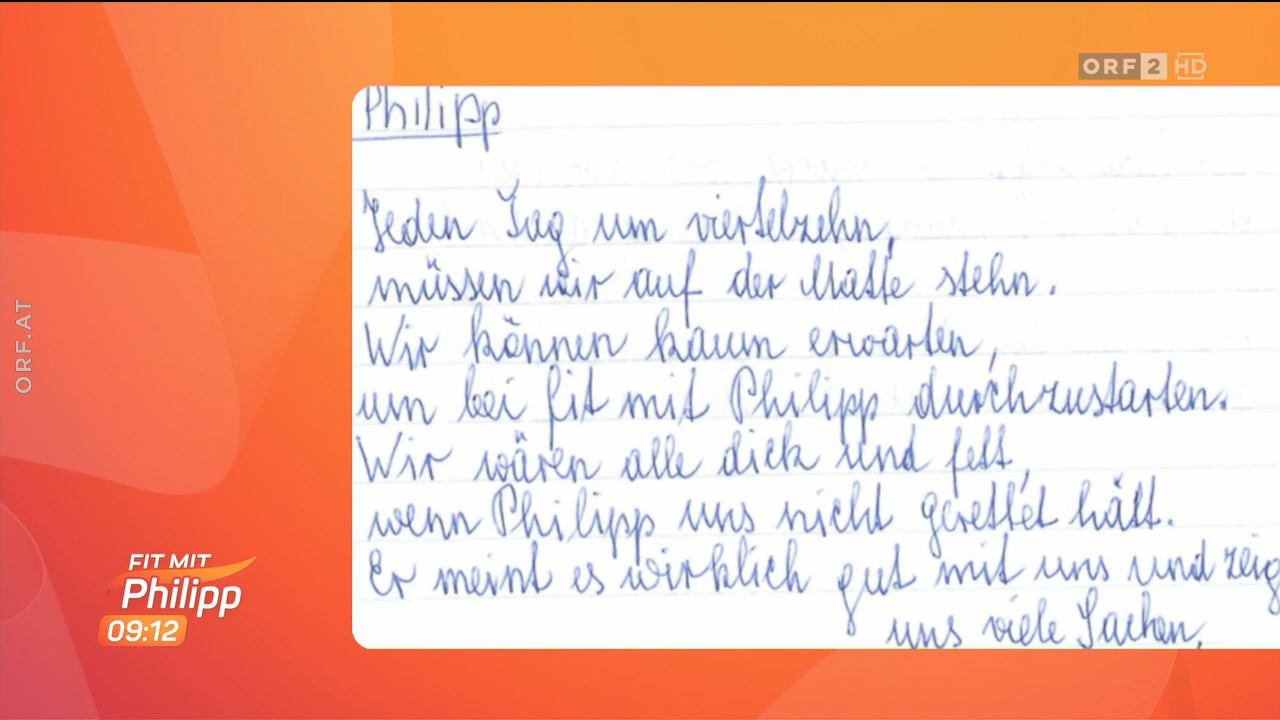 ORF 2 HD
Philipp
Jeden Tag um viertelzehn,
müssen wir auf der Matte stehn.
Wir können kaum erwarten,
um bei fit mit Philipp durchzustarten.
Wir wären alle dick und fett,
wenn Philipp uns nicht gerettet hätt.
Er meint es wirklich gut mit uns und zeig
uns viele Sachen,
ORF.AT
FIT MIT
Philipp
09:12